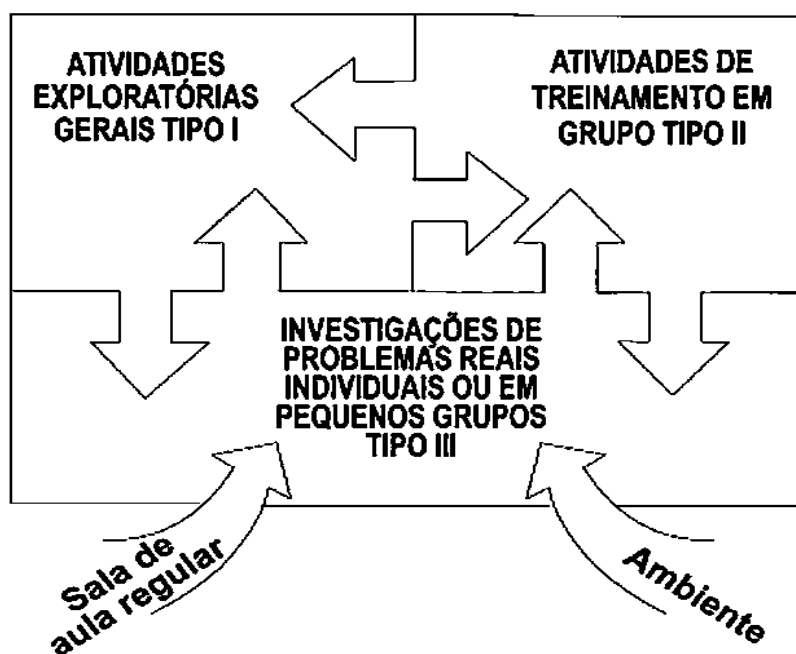 ATIVIDADES
EXPLORATÓRIAS
GERAIS TIPO I
ATIVIDADES DE
TREINAMENTO EM
GRUPO TIPO II
INVESTIGAÇÕES DE
PROBLEMAS REAIS
INDIVIDUAIS OU EM
PEQUENOS GRUPOS
TIPO III
Sala de
aula regular
Ambiente